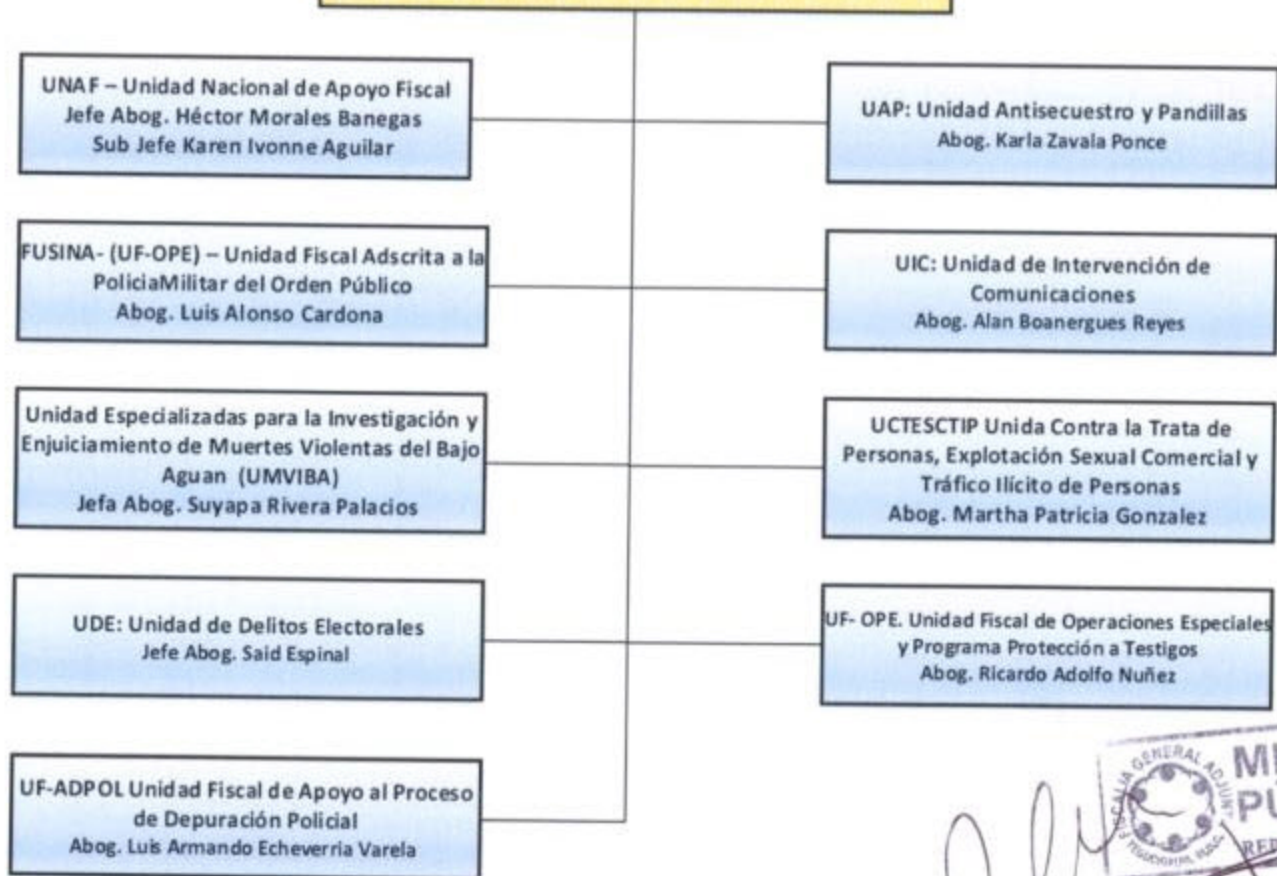 UNAF – Unidad Nacional de Apoyo Fiscal
Jefe Abog. Héctor Morales Banegas
Sub Jefe Karen Ivonne Aguilar
UAP: Unidad Antisecuestro y Pandillas
Abog. Karla Zavala Ponce
FUSINA- (UF-OPE) – Unidad Fiscal Adscrita a la
PoliciaMilitar del Orden Público
Abog. Luis Alonso Cardona
UIC: Unidad de Intervención de
Comunicaciones
Abog. Alan Boanergues Reyes
Unidad Especializadas para la Investigación y
Enjuiciamiento de Muertes Violentas del Bajo
Aguan (UMVIBA)
Jefa Abog. Suyapa Rivera Palacios
UCTESCTIP Unida Contra la Trata de
Personas, Explotación Sexual Comercial y
Tráfico Ilícito de Personas
Abog. Martha Patricia Gonzalez
UDE: Unidad de Delitos Electorales
Jefe Abog. Said Espinal
UF- OPE. Unidad Fiscal de Operaciones Especiales
y Programa Protección a Testigos
Abog. Ricardo Adolfo Nuñez
UF-ADPOL Unidad Fiscal de Apoyo al Proceso
de Depuración Policial
Abog. Luis Armando Echeverria Varela
FISCALIA GENERAL ADJUNT
MI
PU
RED